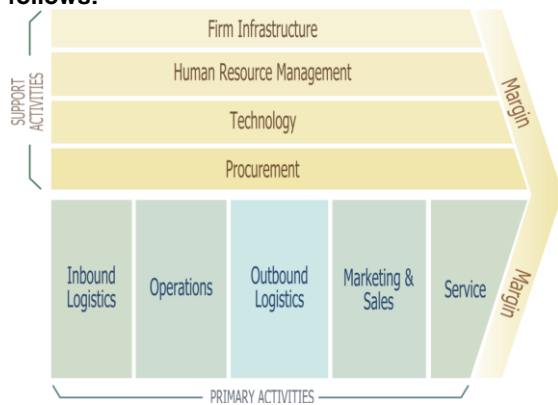 follows:
Firm Infrastructure
Human Resource Management
Technology
Procurement
SUPPORT
ACTIVITIES
Margin
Inbound
Logistics
Operations
Outbound
Logistics
Marketing &
Sales
Service
Margin
PRIMARY ACTIVITIES